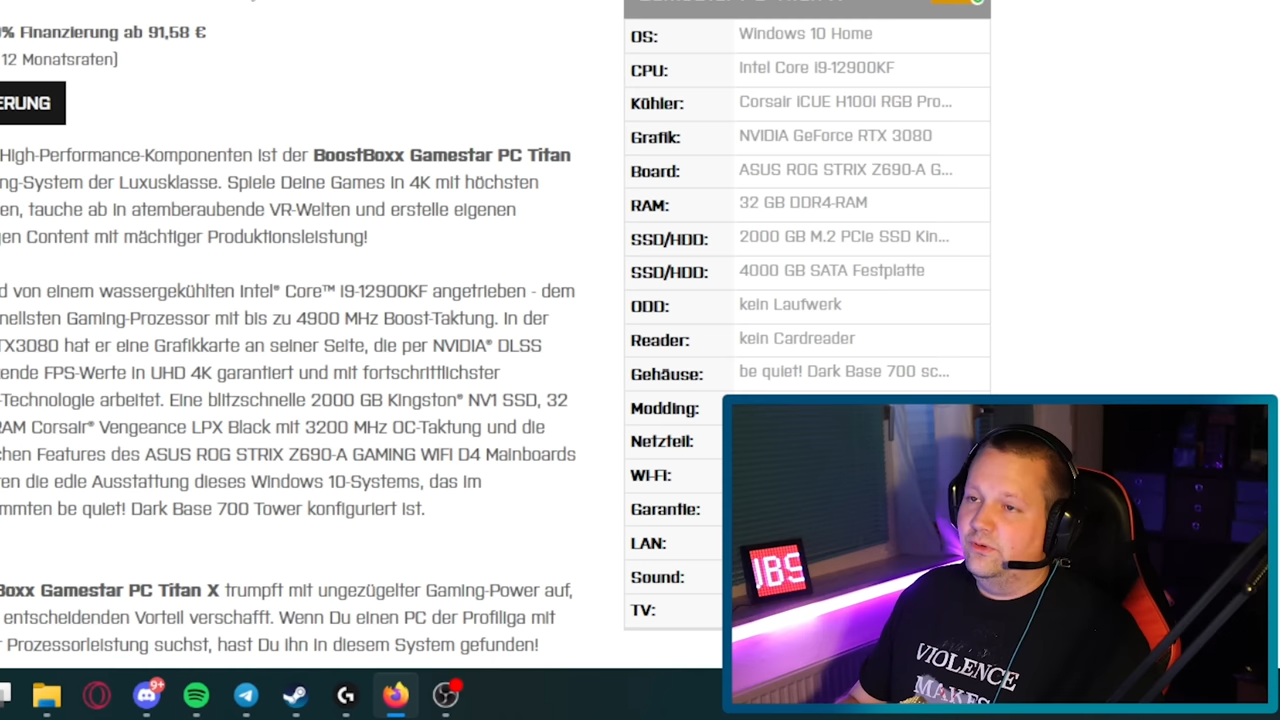 % Finanzierung ab 91,58 €
12 Monatsraten)
ERUNG
High-Performance-Komponenten ist der BoostBoxx Gamestar PC Titan
ng-System der Luxusklasse. Spiele Deine Games in 4K mit höchsten
en, tauche ab in atemberaubende VR-Welten und erstelle eigenen
gen Content mit mächtiger Produktionsleistung!
d von einem wassergekühlten Intel® Core™ i9-12900KF angetrieben - dem
nellsten Gaming-Prozessor mit bis zu 4900 MHz Boost-Taktung. In der
TX3080 hat er eine Grafikkarte an seiner Seite, die per NVIDIA® DLSS
ende FPS-Werte in UHD 4K garantiert und mit fortschrittlichster
-Technologie arbeitet. Eine blitzschnelle 2000 GB Kingston® NV1 SSD, 32
RAM Corsair® Vengeance LPX Black mit 3200 MHz OC-Taktung und die
chen Features des ASUS ROG STRIX Z690-A GAMING WIFI D4 Mainboards
en die edle Ausstattung dieses Windows 10-Systems, das im
mmten be quiet! Dark Base 700 Tower konfiguriert ist.
Boxx Gamestar PC Titan X trumpft mit ungezügelter Gaming-Power auf,
entscheidenden Vorteil verschafft. Wenn Du einen PC der Profiliga mit
r Prozessorleistung suchst, hast Du ihn in diesem System gefunden!
OS: Windows 10 Home
CPU: Intel Core i9-12900KF
Kühler: Corsair iCUE H100i RGB Pro...
Grafik: NVIDIA GeForce RTX 3080
Board: ASUS ROG STRIX Z690-A G...
RAM: 32 GB DDR4-RAM
SSD/HDD: 2000 GB M.2 PCIe SSD Kin...
SSD/HDD: 4000 GB SATA Festplatte
ODD: kein Laufwerk
Reader: kein Cardreader
Gehäuse: be quiet! Dark Base 700 sc...
Modding:
Netzteil:
Wi-Fi:
Garantie:
LAN:
Sound:
TV:
JBS
VIOLENCE
MAKES
9+